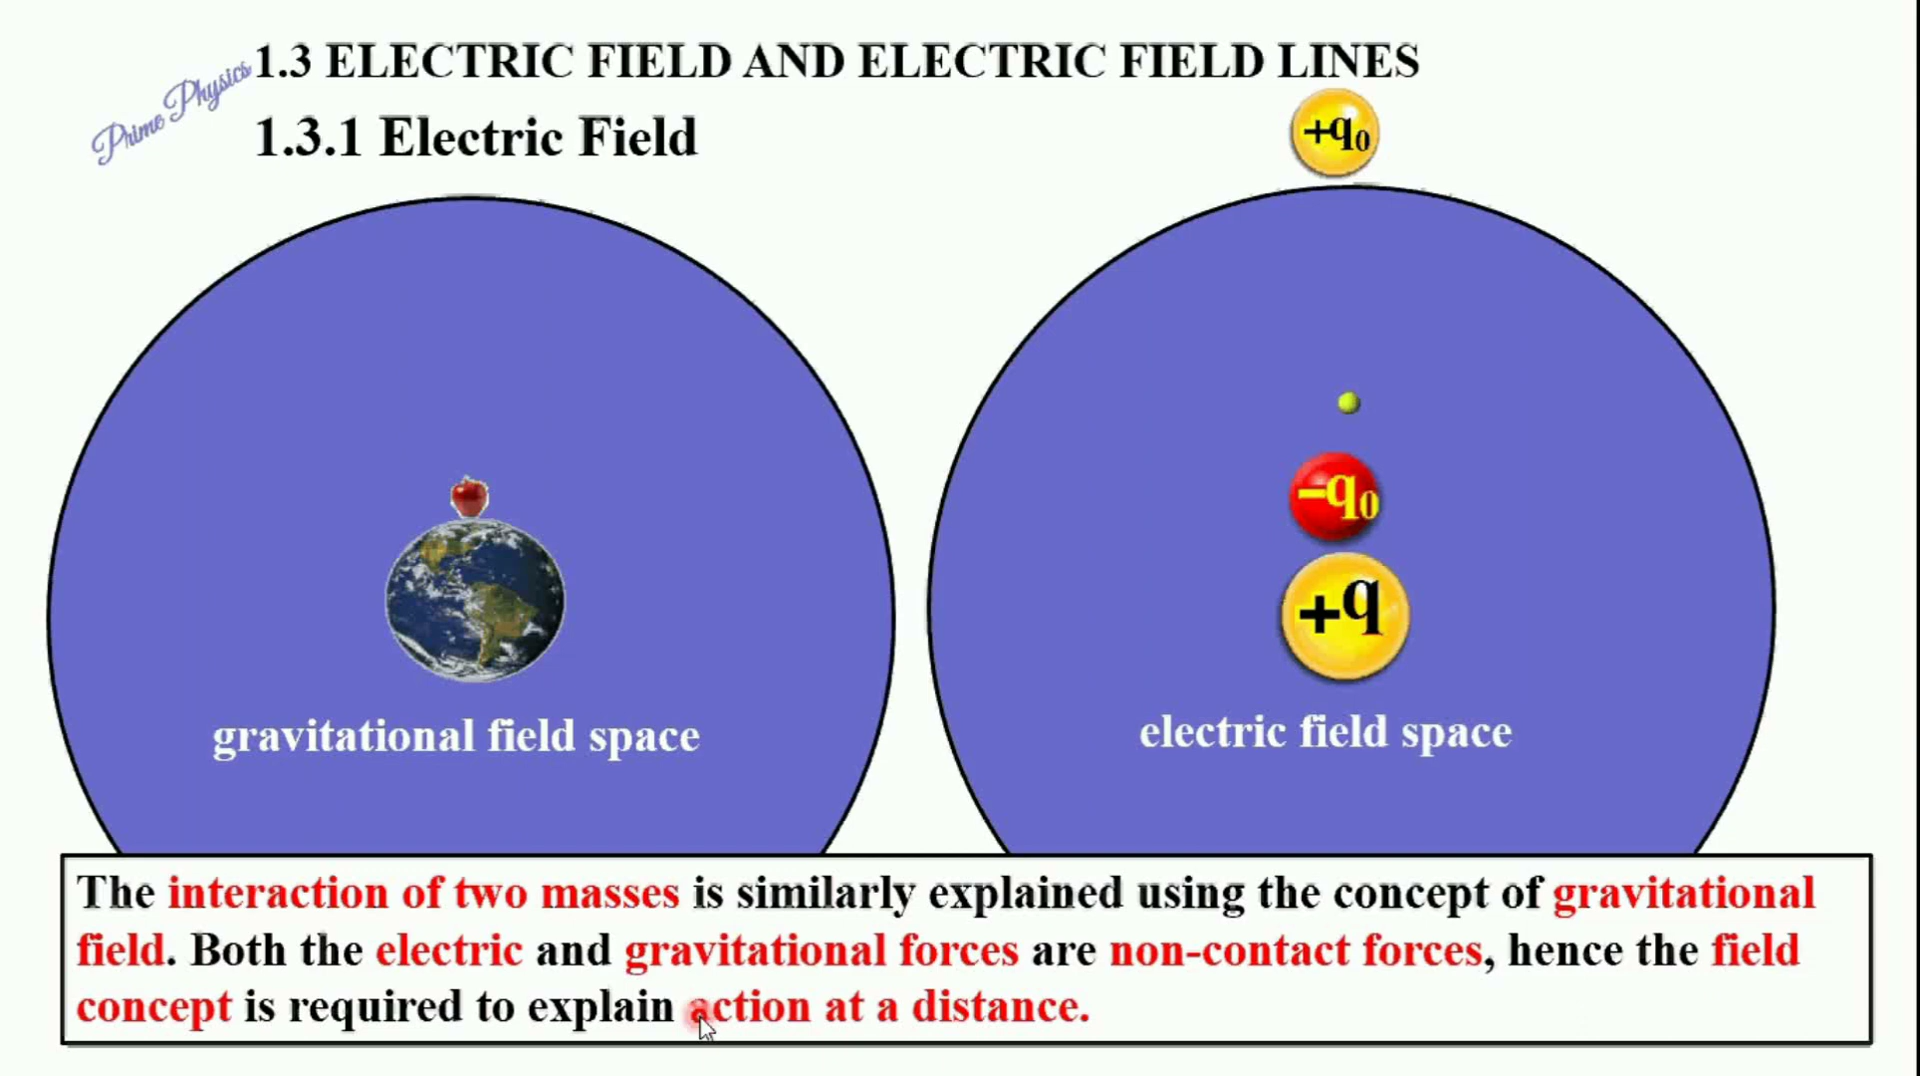 Prime Physics
1.3 ELECTRIC FIELD AND ELECTRIC FIELD LINES
1.3.1 Electric Field
+q₀
−q₀
+q
gravitational field space
electric field space
The interaction of two masses is similarly explained using the concept of gravitational
field. Both the electric and gravitational forces are non-contact forces, hence the field
concept is required to explain action at a distance.